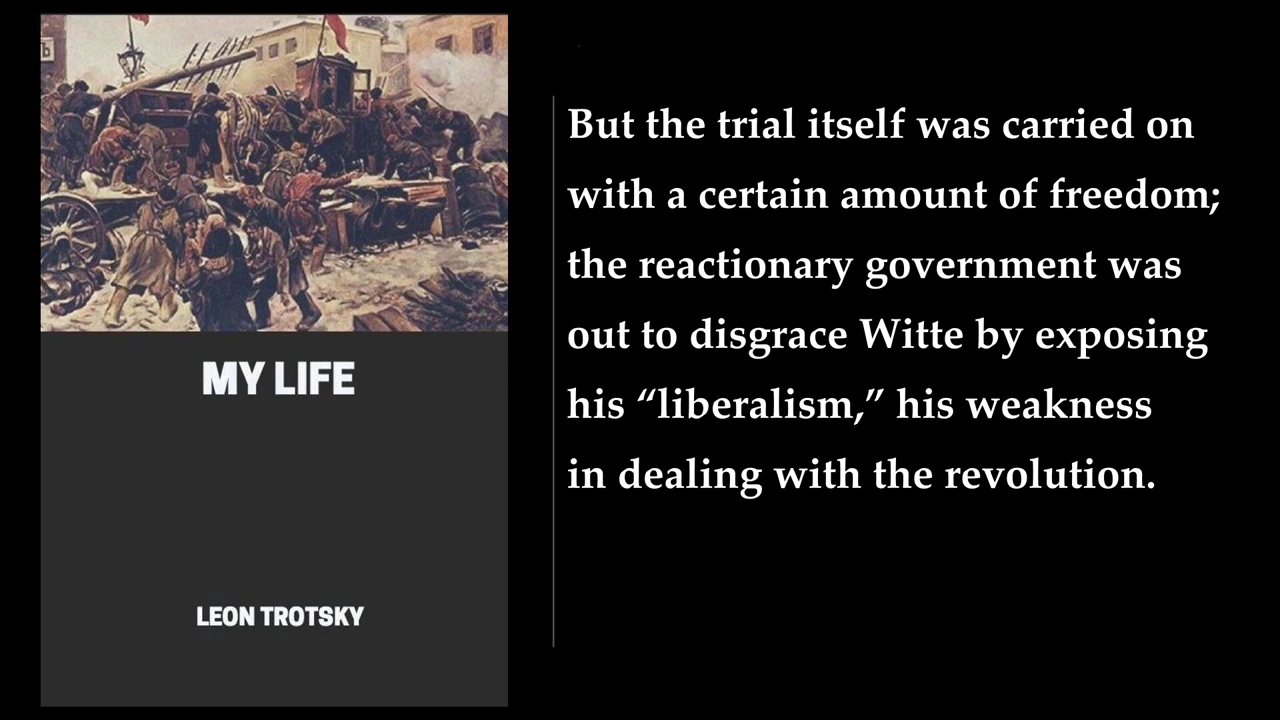 MY LIFE
LEON TROTSKY
But the trial itself was carried on
with a certain amount of freedom;
the reactionary government was
out to disgrace Witte by exposing
his “liberalism,” his weakness
in dealing with the revolution.